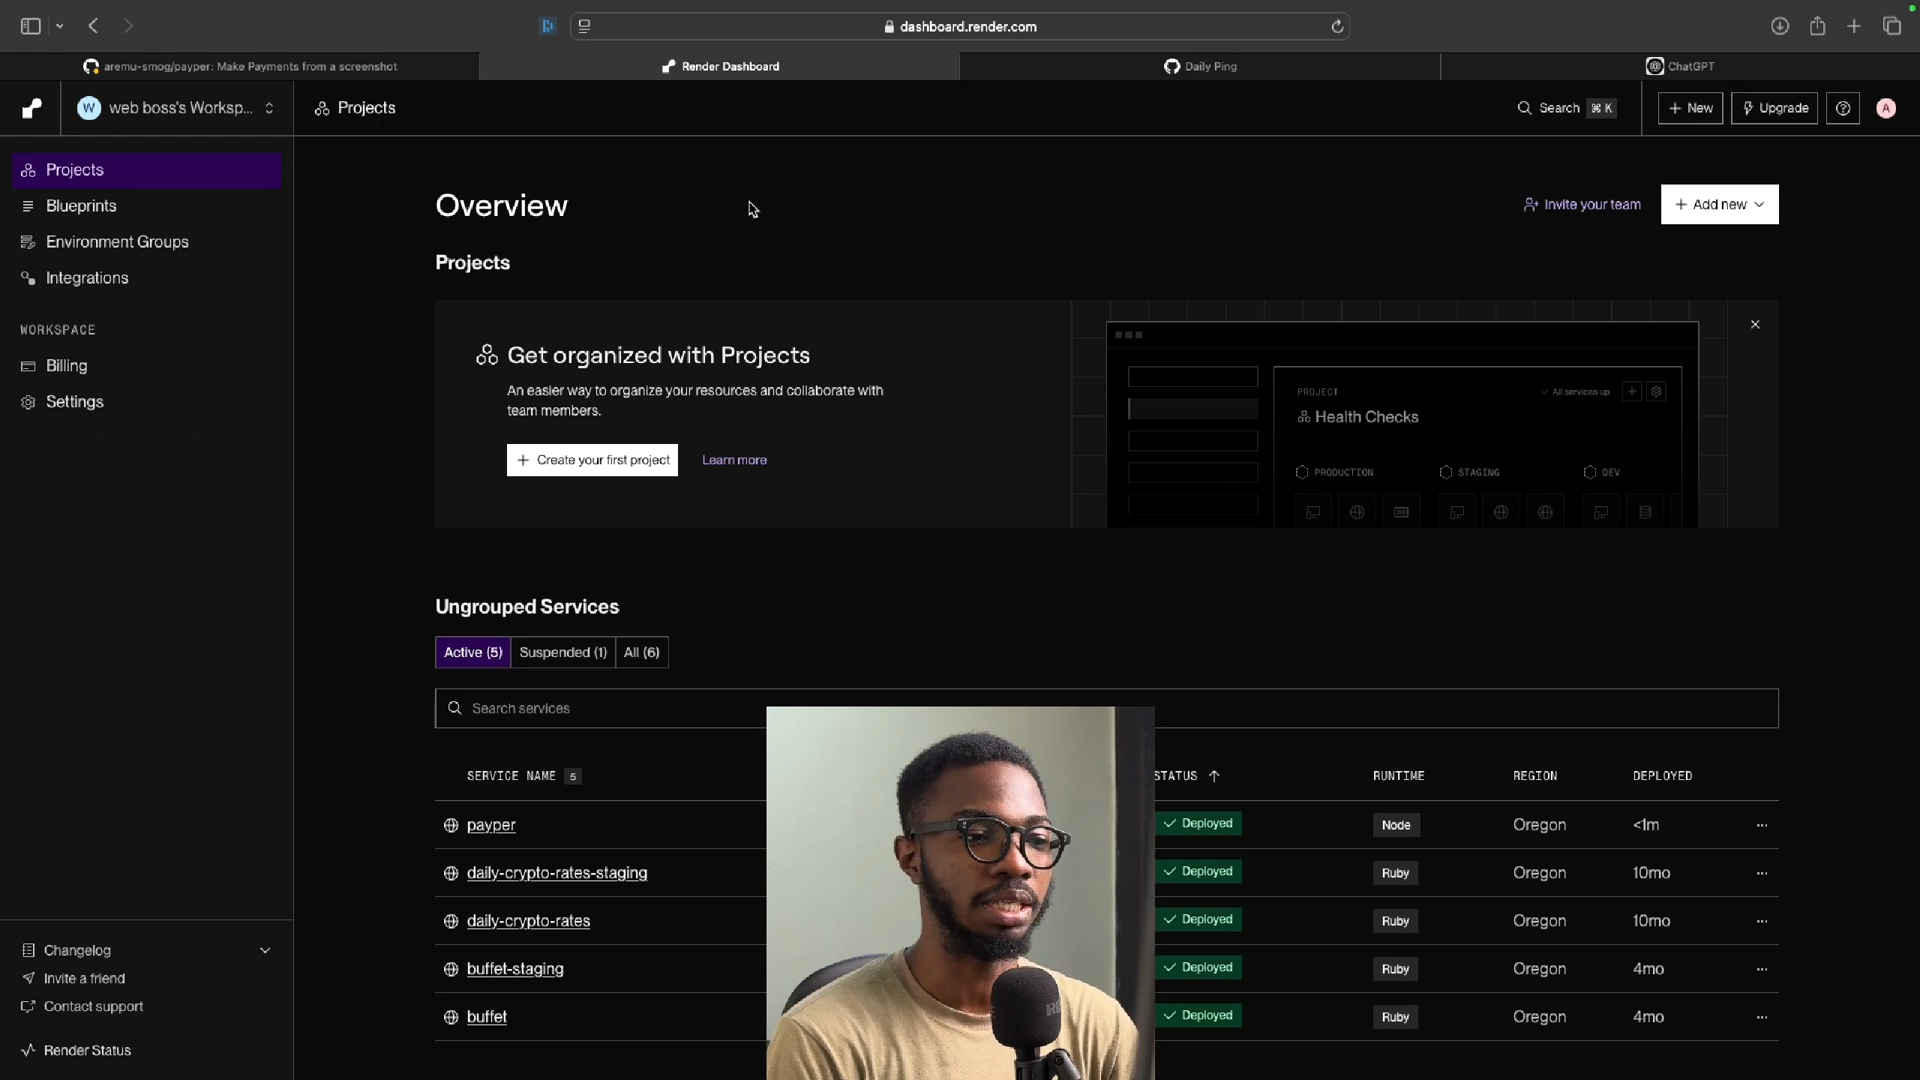 dashboard.render.com
aremu-smog/payper: Make Payments from a screenshot
Render Dashboard
Daily Ping
ChatGPT
W
web boss's Worksp...
Projects
Search ⌘ K
+ New
Upgrade
A
Projects
Blueprints
Environment Groups
Integrations
WORKSPACE
Billing
Settings
Changelog
Invite a friend
Contact support
Render Status
Overview
Invite your team
+ Add new
Projects
Get organized with Projects
An easier way to organize your resources and collaborate with
team members.
+ Create your first project
Learn more
PROJECT
All services up
Health Checks
PRODUCTION
STAGING
DEV
Ungrouped Services
Active (5)
Suspended (1)
All (6)
Search services
SERVICE NAME 5
STATUS ↑
RUNTIME
REGION
DEPLOYED
payper
Deployed
Node
Oregon
<1m
daily-crypto-rates-staging
Deployed
Ruby
Oregon
10mo
daily-crypto-rates
Deployed
Ruby
Oregon
10mo
buffet-staging
Deployed
Ruby
Oregon
4mo
buffet
Deployed
Ruby
Oregon
4mo